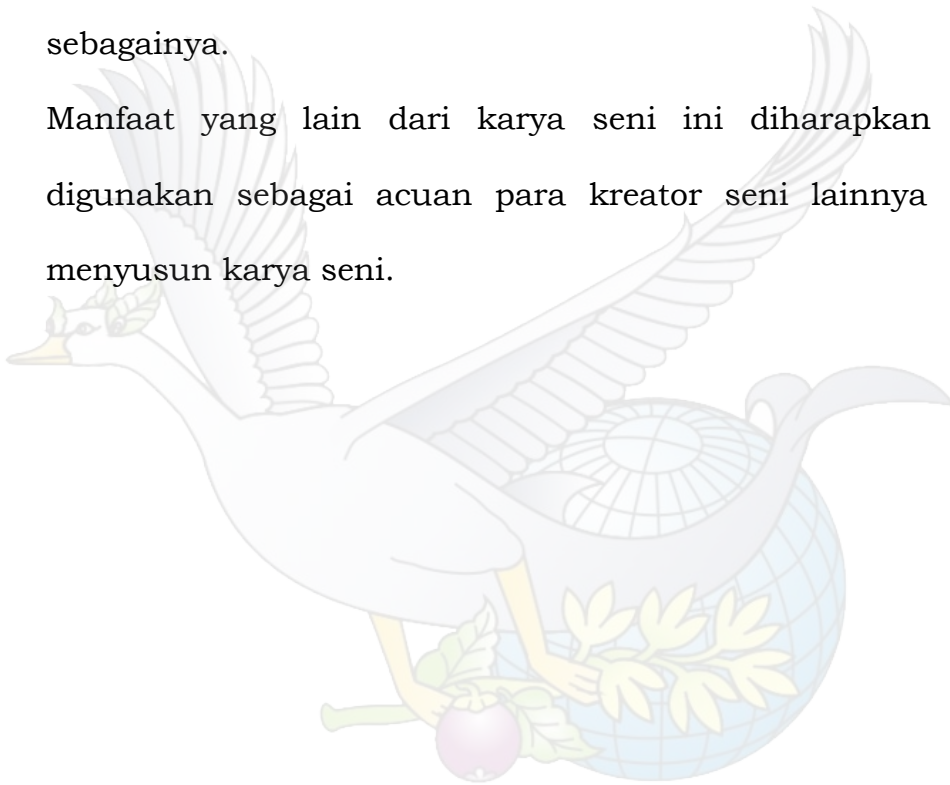 sebagainya.
Manfaat yang lain dari karya seni ini diharapkan
digunakan sebagai acuan para kreator seni lainnya
menyusun karya seni.